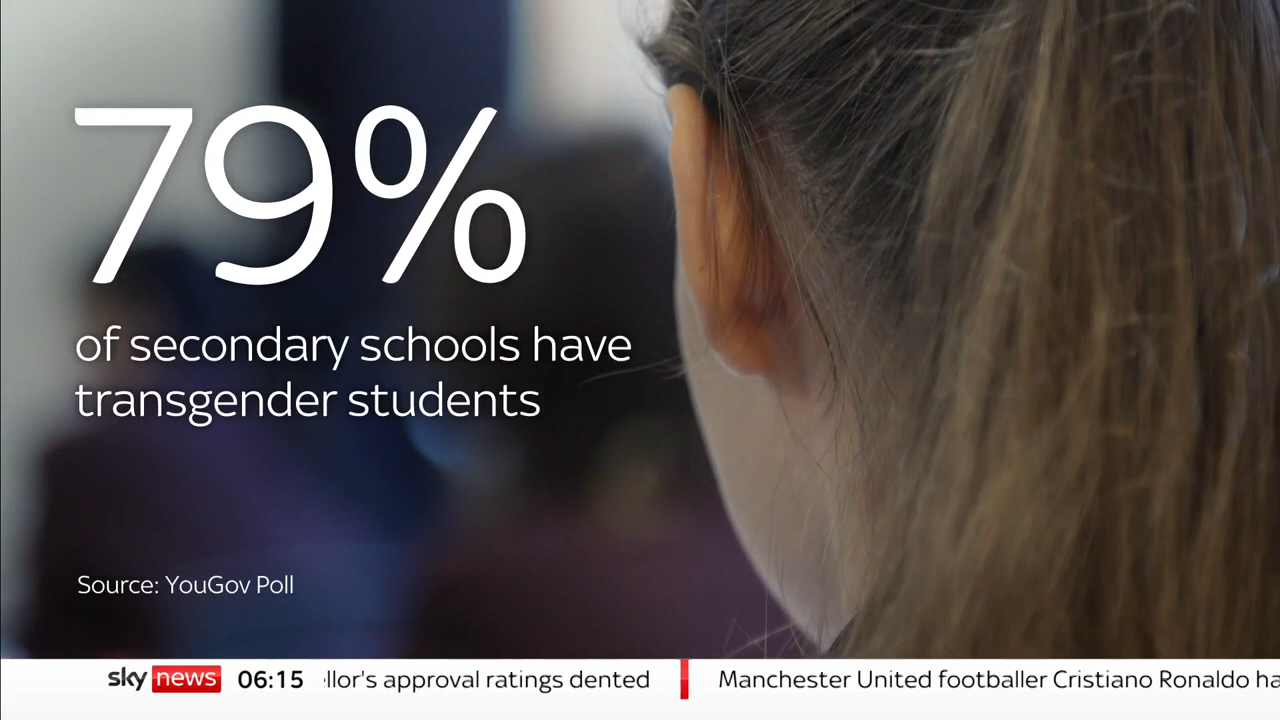 79%
of secondary schools have
transgender students
Source: YouGov Poll
sky news 06:15 llor's approval ratings dented Manchester United footballer Cristiano Ronaldo ha